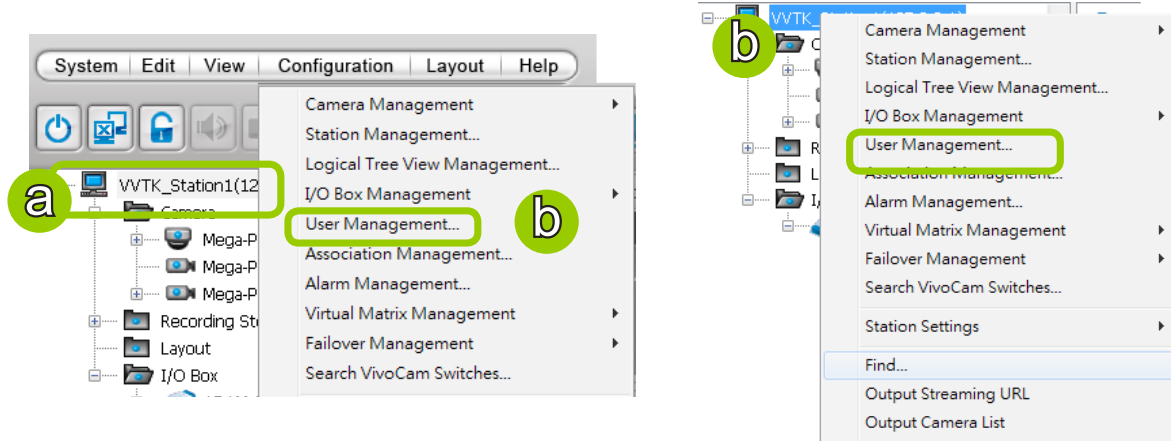 System Edit View Configuration Layout Help
a
VVTK_Station1(12
Camera
Mega-P
Mega-P
Mega-P
Recording Sto
Layout
I/O Box
Camera Management
Station Management...
Logical Tree View Management...
I/O Box Management
User Management...
b
Association Management...
Alarm Management...
Virtual Matrix Management
Failover Management
Search VivoCam Switches...
b
VVTK_
C
R
L
I/
Camera Management
Station Management...
Logical Tree View Management...
I/O Box Management
User Management...
Association Management...
Alarm Management...
Virtual Matrix Management
Failover Management
Search VivoCam Switches...
Station Settings
Find...
Output Streaming URL
Output Camera List